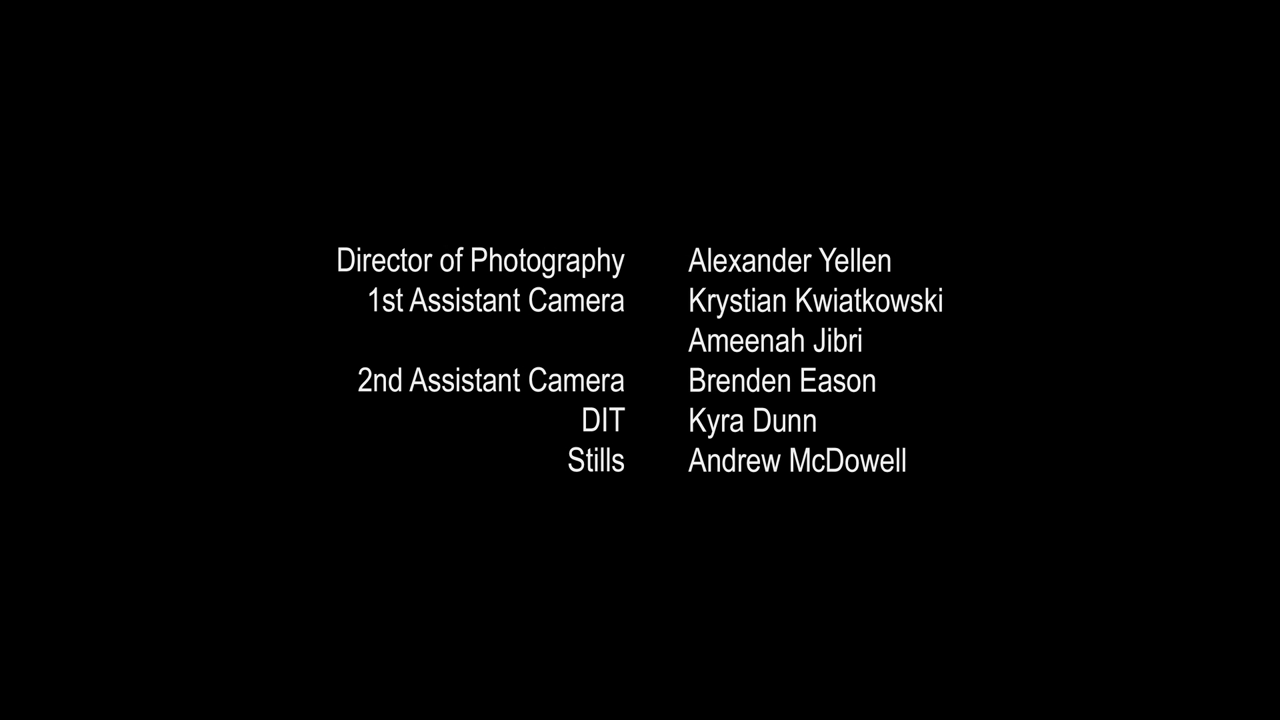 Director of Photography Alexander Yellen
1st Assistant Camera Krystian Kwiatkowski
Ameenah Jibri
2nd Assistant Camera Brenden Eason
DIT Kyra Dunn
Stills Andrew McDowell